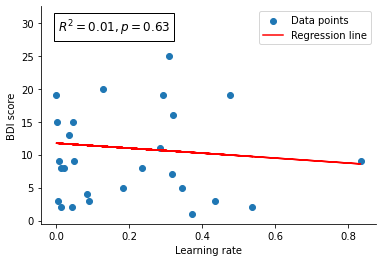 R² = 0.01, p = 0.63
Data points
Regression line
30
25
20
15
10
5
0
BDI score
0.0 0.2 0.4 0.6 0.8
Learning rate